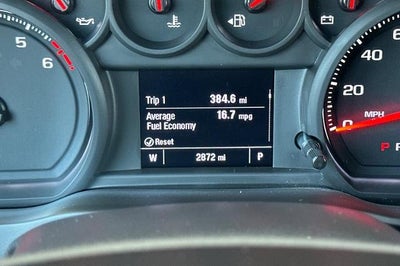 5
6
Trip 1 384.6 mi
Average 16.7 mpg
Fuel Economy
Reset
W 2872 mi P
40
20
0
MPH
P R